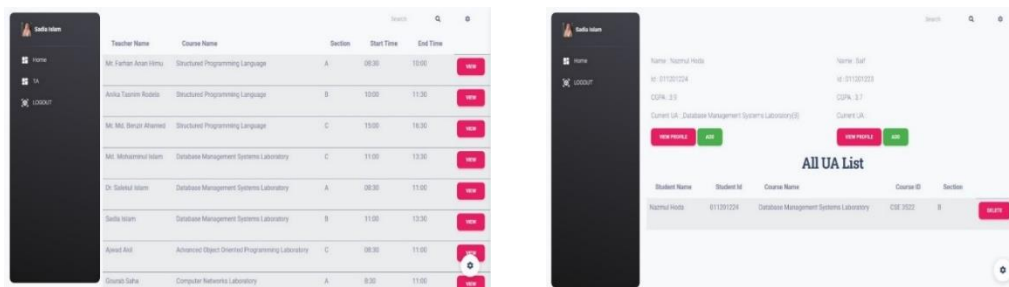 Sadia Islam
Search
Home
TA
LOGOUT
Teacher Name Course Name Section Start Time End Time
Mr. Farhan Anan Himu Structured Programming Language A 08:30 10:00 VIEW
Anika Tasnim Rodela Structured Programming Language B 10:00 11:30 VIEW
Mr. Md. Benzir Ahamed Structured Programming Language C 15:00 16:30 VIEW
Md. Mohaiminul Islam Database Management Systems Laboratory C 11:00 13:30 VIEW
Dr. Salekul Islam Database Management Systems Laboratory A 08:30 11:00 VIEW
Sadia Islam Database Management Systems Laboratory B 11:00 13:30 VIEW
Advanced Object Oriented Programming Laboratory C 08:30 11:00 VIEW
Gourab Saha Computer Networks Laboratory A 8:30 11:00 VIEW
Sadia Islam
Search
Home
LOGOUT
Name : Nazmul Hoda Name : Saif
Id : 011201224 Id :
CGPA : 3.9 CGPA : 3.7
Current UA : Database Management Systems Laboratory(B) Current UA :
VIEW PROFILE ADD VIEW PROFILE ADD
All UA List
Student Name Student Id Course Name Course ID Section
Nazmul Hoda 011201224 Database Management Systems Laboratory CSE 2022 B DELETE